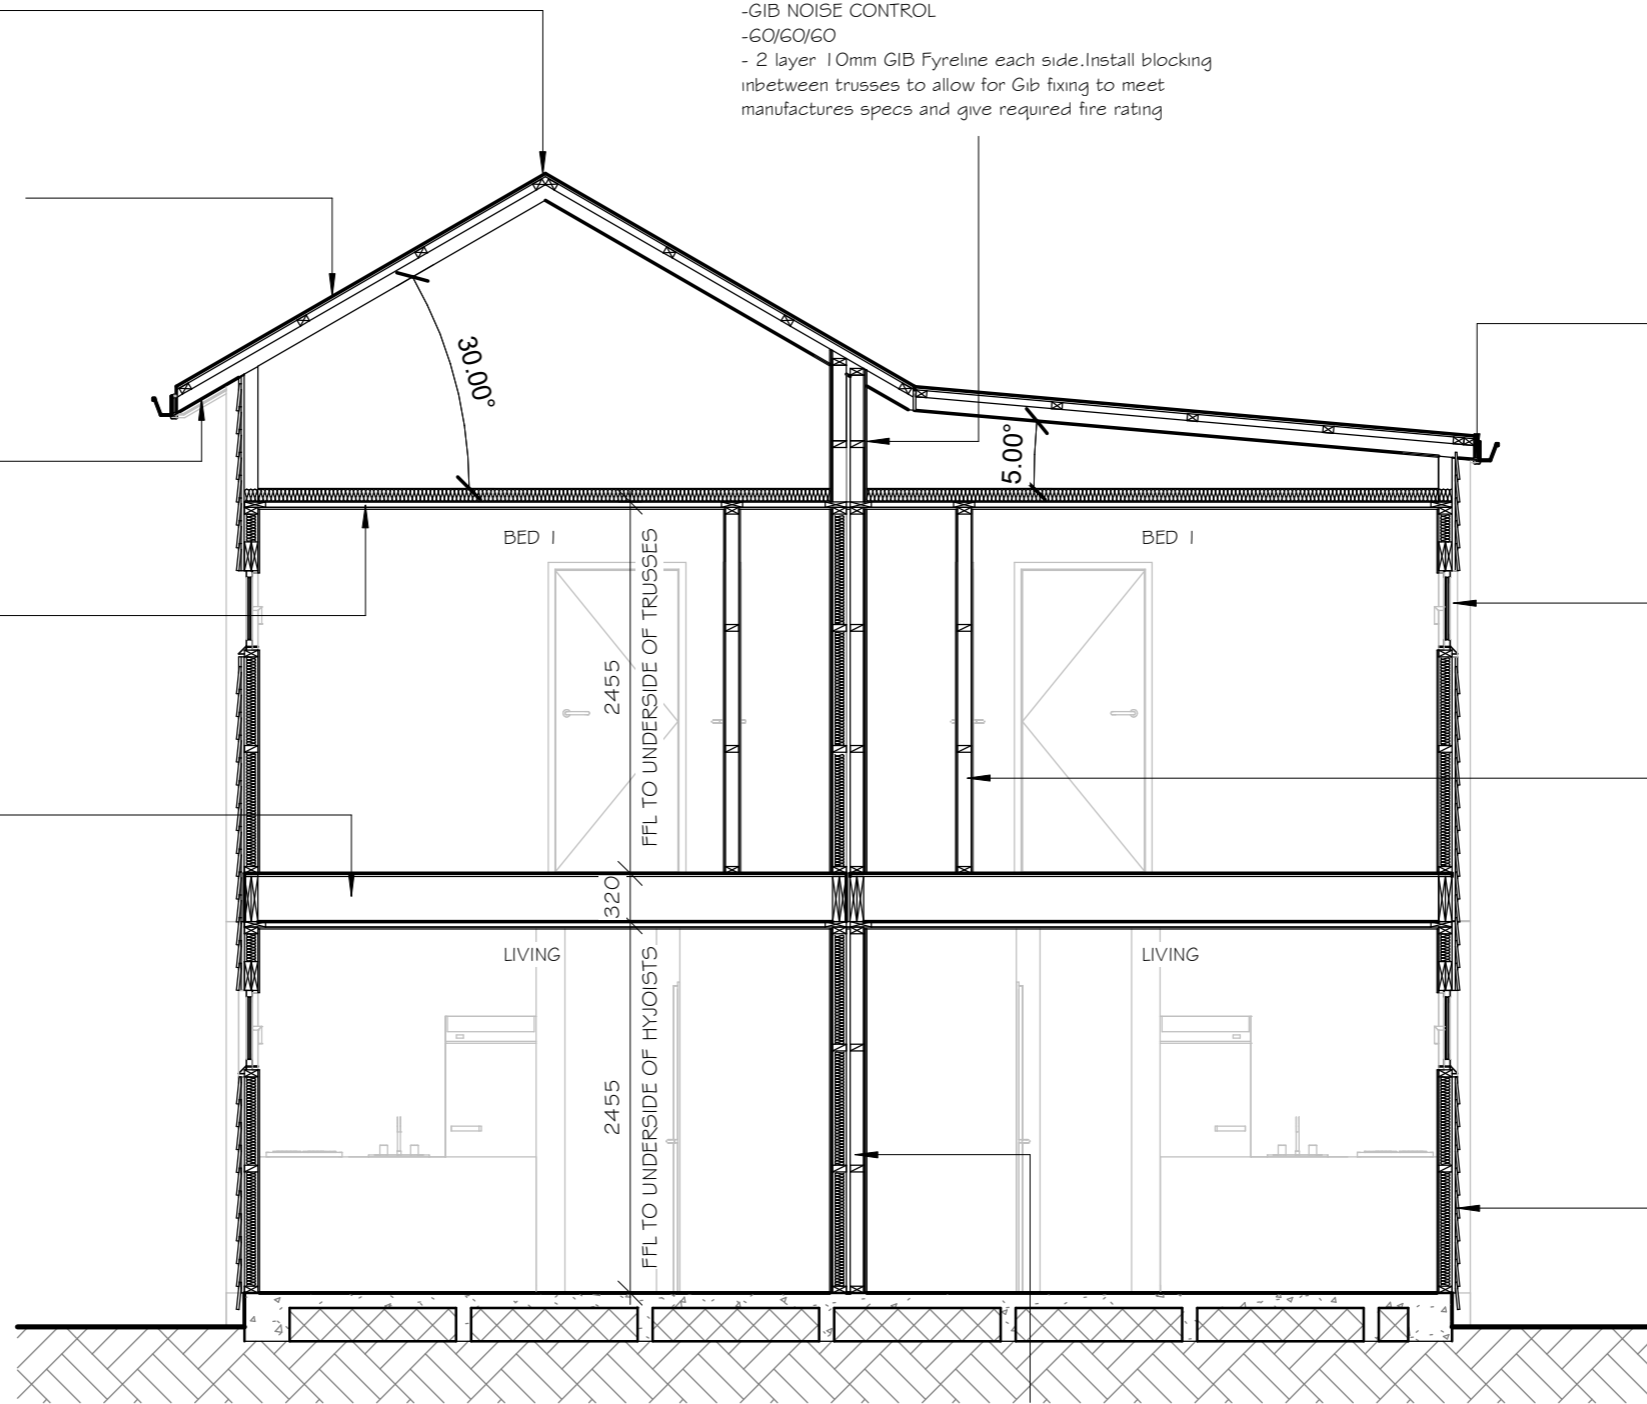 -GIB NOISE CONTROL
-60/60/60
- 2 layer 10mm GIB Fyreline each side.Install blocking
inbetween trusses to allow for Gib fixing to meet
manufactures specs and give required fire rating
30.00°
5.00°
BED 1
BED 1
2455
FFL TO UNDERSIDE OF TRUSSES
320
LIVING
LIVING
2455
FFL TO UNDERSIDE OF HYJOISTS